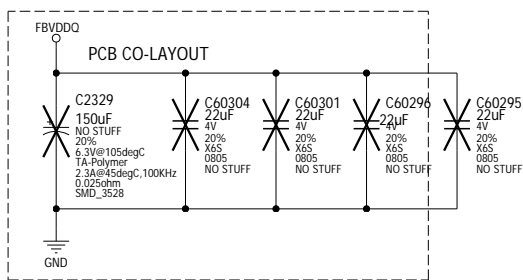 FBVDDQ
PCB CO-LAYOUT
C2329
150uF
NO STUFF
20%
6.3V@105degC
TA-Polymer
2.3A@45degC,100KHz
0.025ohm
SMD_3528
C60304
22uF
4V
20%
X6S
0805
NO STUFF
C60301
22uF
4V
20%
X6S
0805
NO STUFF
C60296
22uF
4V
20%
X6S
0805
NO STUFF
C60295
22uF
4V
20%
X6S
0805
NO STUFF
GND